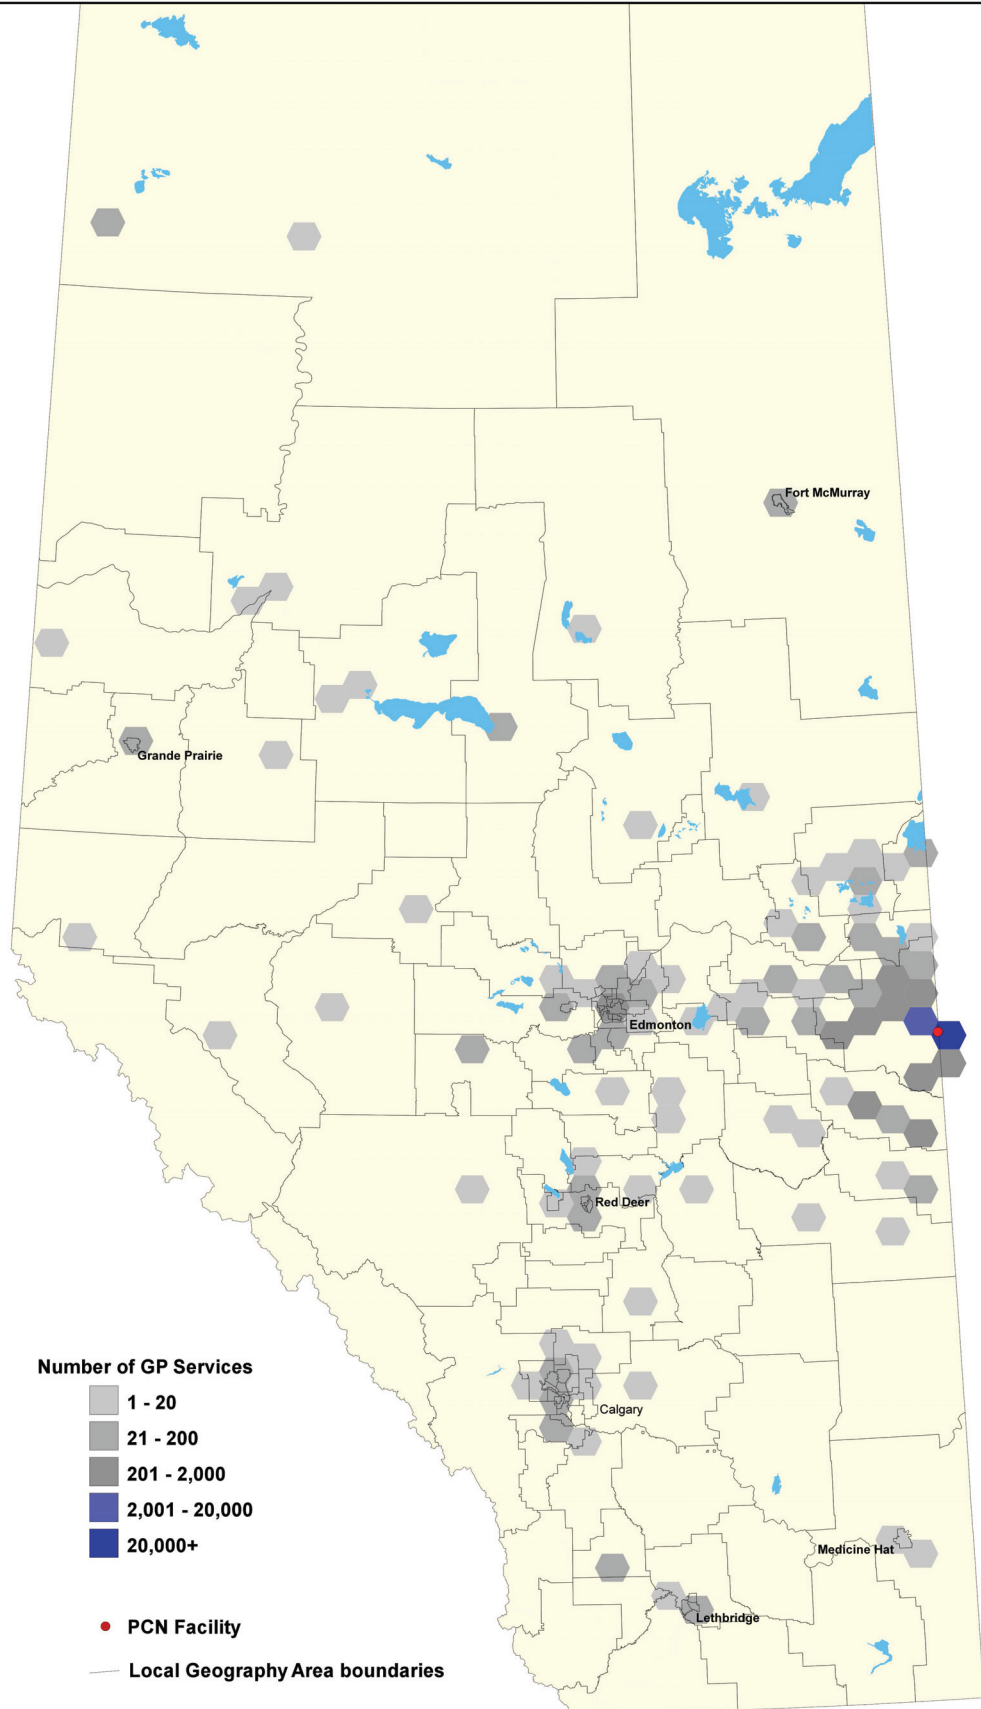 Fort McMurray
Grande Prairie
Edmonton
Red Deer
Number of GP Services
1 - 20
Calgary
21 - 200
201 - 2,000
2,001 - 20,000
20,000+
Medicine Hat
Lethbridge
PCN Facility
Local Geography Area boundaries